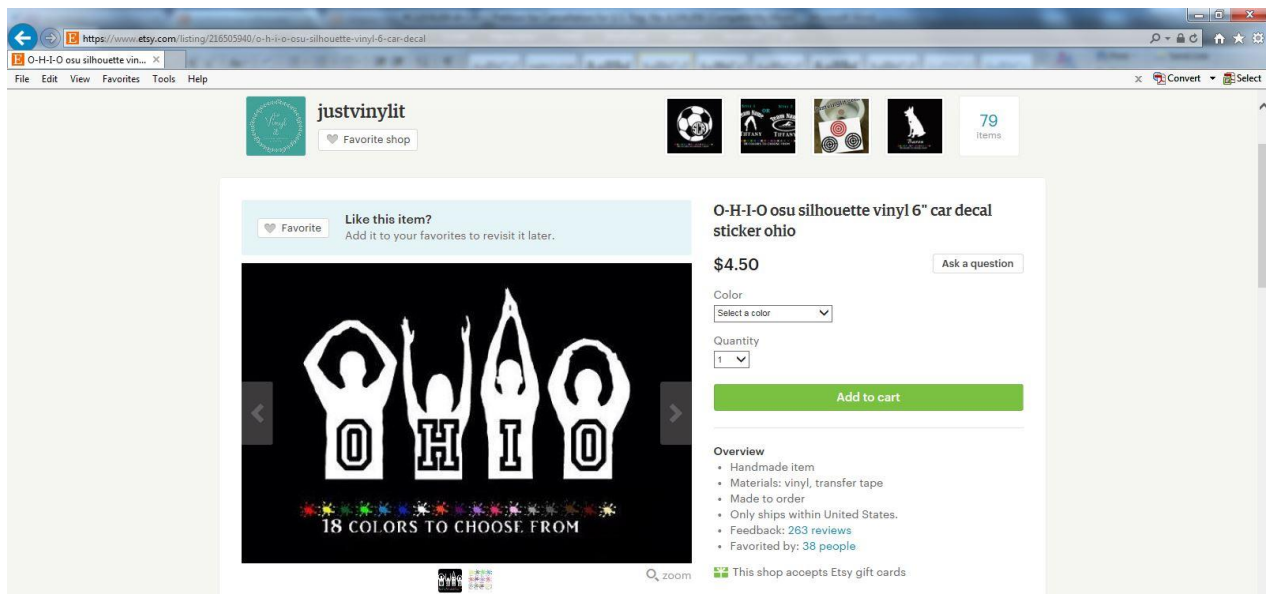 https://www.etsy.com/listing/216505940/o-h-i-o-osu-silhouette-vinyl-6-car-decal
O-H-I-O osu silhouette vin...
File Edit View Favorites Tools Help
Convert Select
justvinylit
Favorite shop
79
items
Favorite
Like this item?
Add it to your favorites to revisit it later.
O H I O
18 COLORS TO CHOOSE FROM
zoom
O-H-I-O osu silhouette vinyl 6" car decal
sticker ohio
$4.50
Ask a question
Color
Select a color
Quantity
1
Add to cart
Overview
• Handmade item
• Materials: vinyl, transfer tape
• Made to order
• Only ships within United States.
• Feedback: 263 reviews
• Favorited by: 38 people
This shop accepts Etsy gift cards